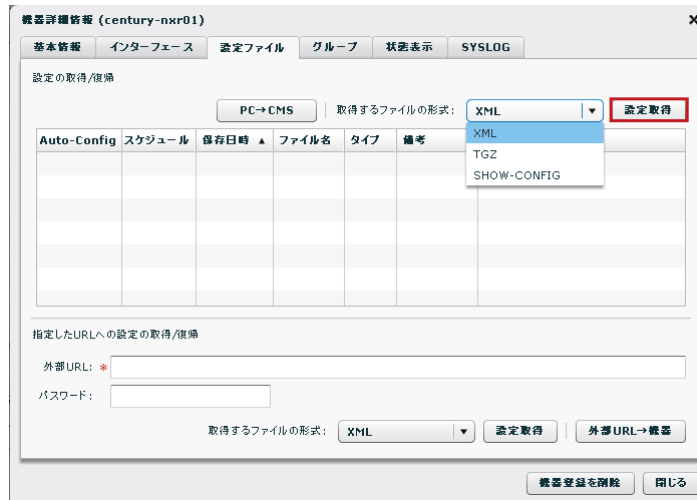 機器詳細情報 (century-nxr01)
基本情報 インターフェース 設定ファイル グループ 状態表示 SYSLOG
設定の取得/復帰
PC→CMS 取得するファイルの形式: XML 設定取得
Auto-Config スケジュール 保存日時 ▲ ファイル名 タイプ 備考
XML
TGZ
SHOW-CONFIG
指定したURLへの設定の取得/復帰
外部URL: *
パスワード:
取得するファイルの形式: XML 設定取得 外部URL→機器
機器登録を削除 閉じる